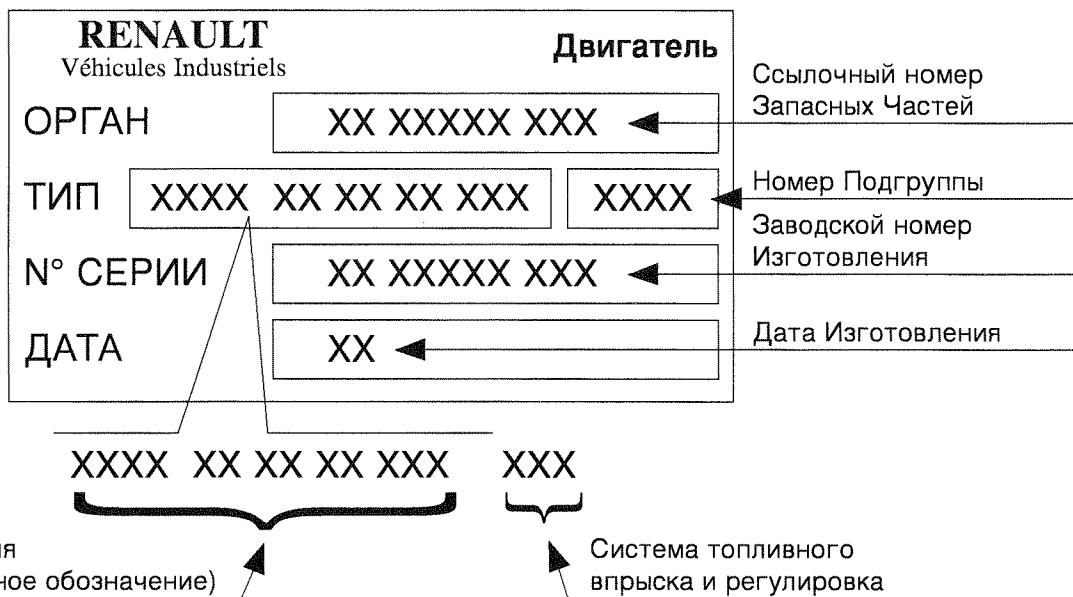 RENAULT
Véhicules Industriels
Двигатель
ОРГАН
XX XXXXX XXX
Ссылочный номер
Запасных Частей
ТИП
XXXX XX XX XX XXX
XXXX
Номер Подгруппы
N° СЕРИИ
XX XXXXX XXX
Заводской номер
Изготовления
ДАТА
XX
Дата Изготовления
XXXX XX XX XX XXX XXX
ное обозначение)
Система топливного
впрыска и регулировка